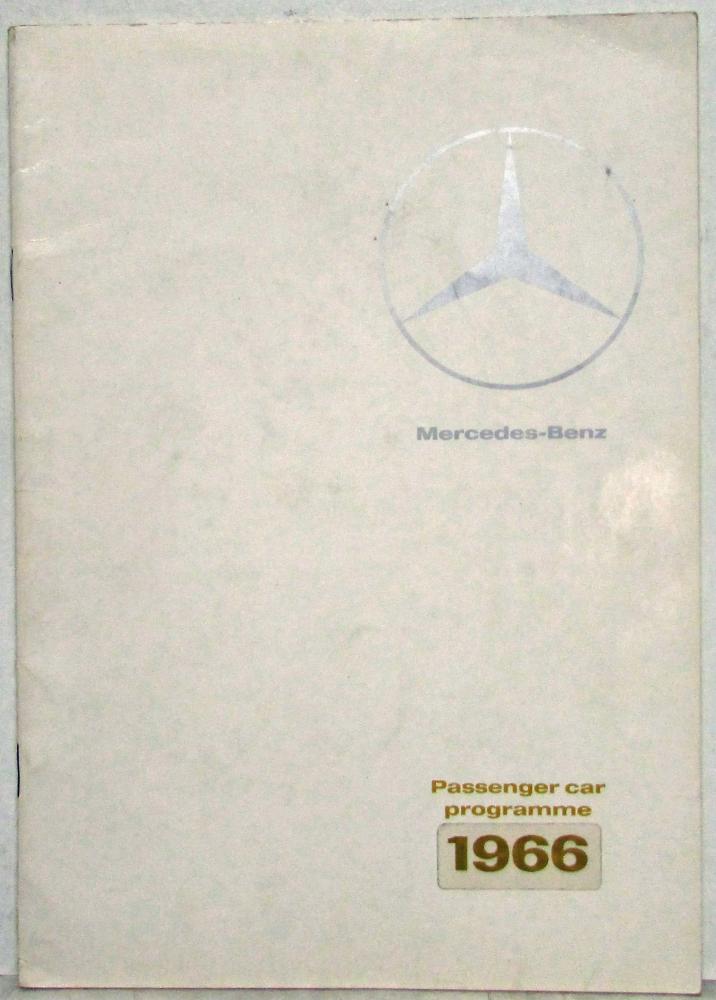 Mercedes-Benz
Passenger car
programme
1966